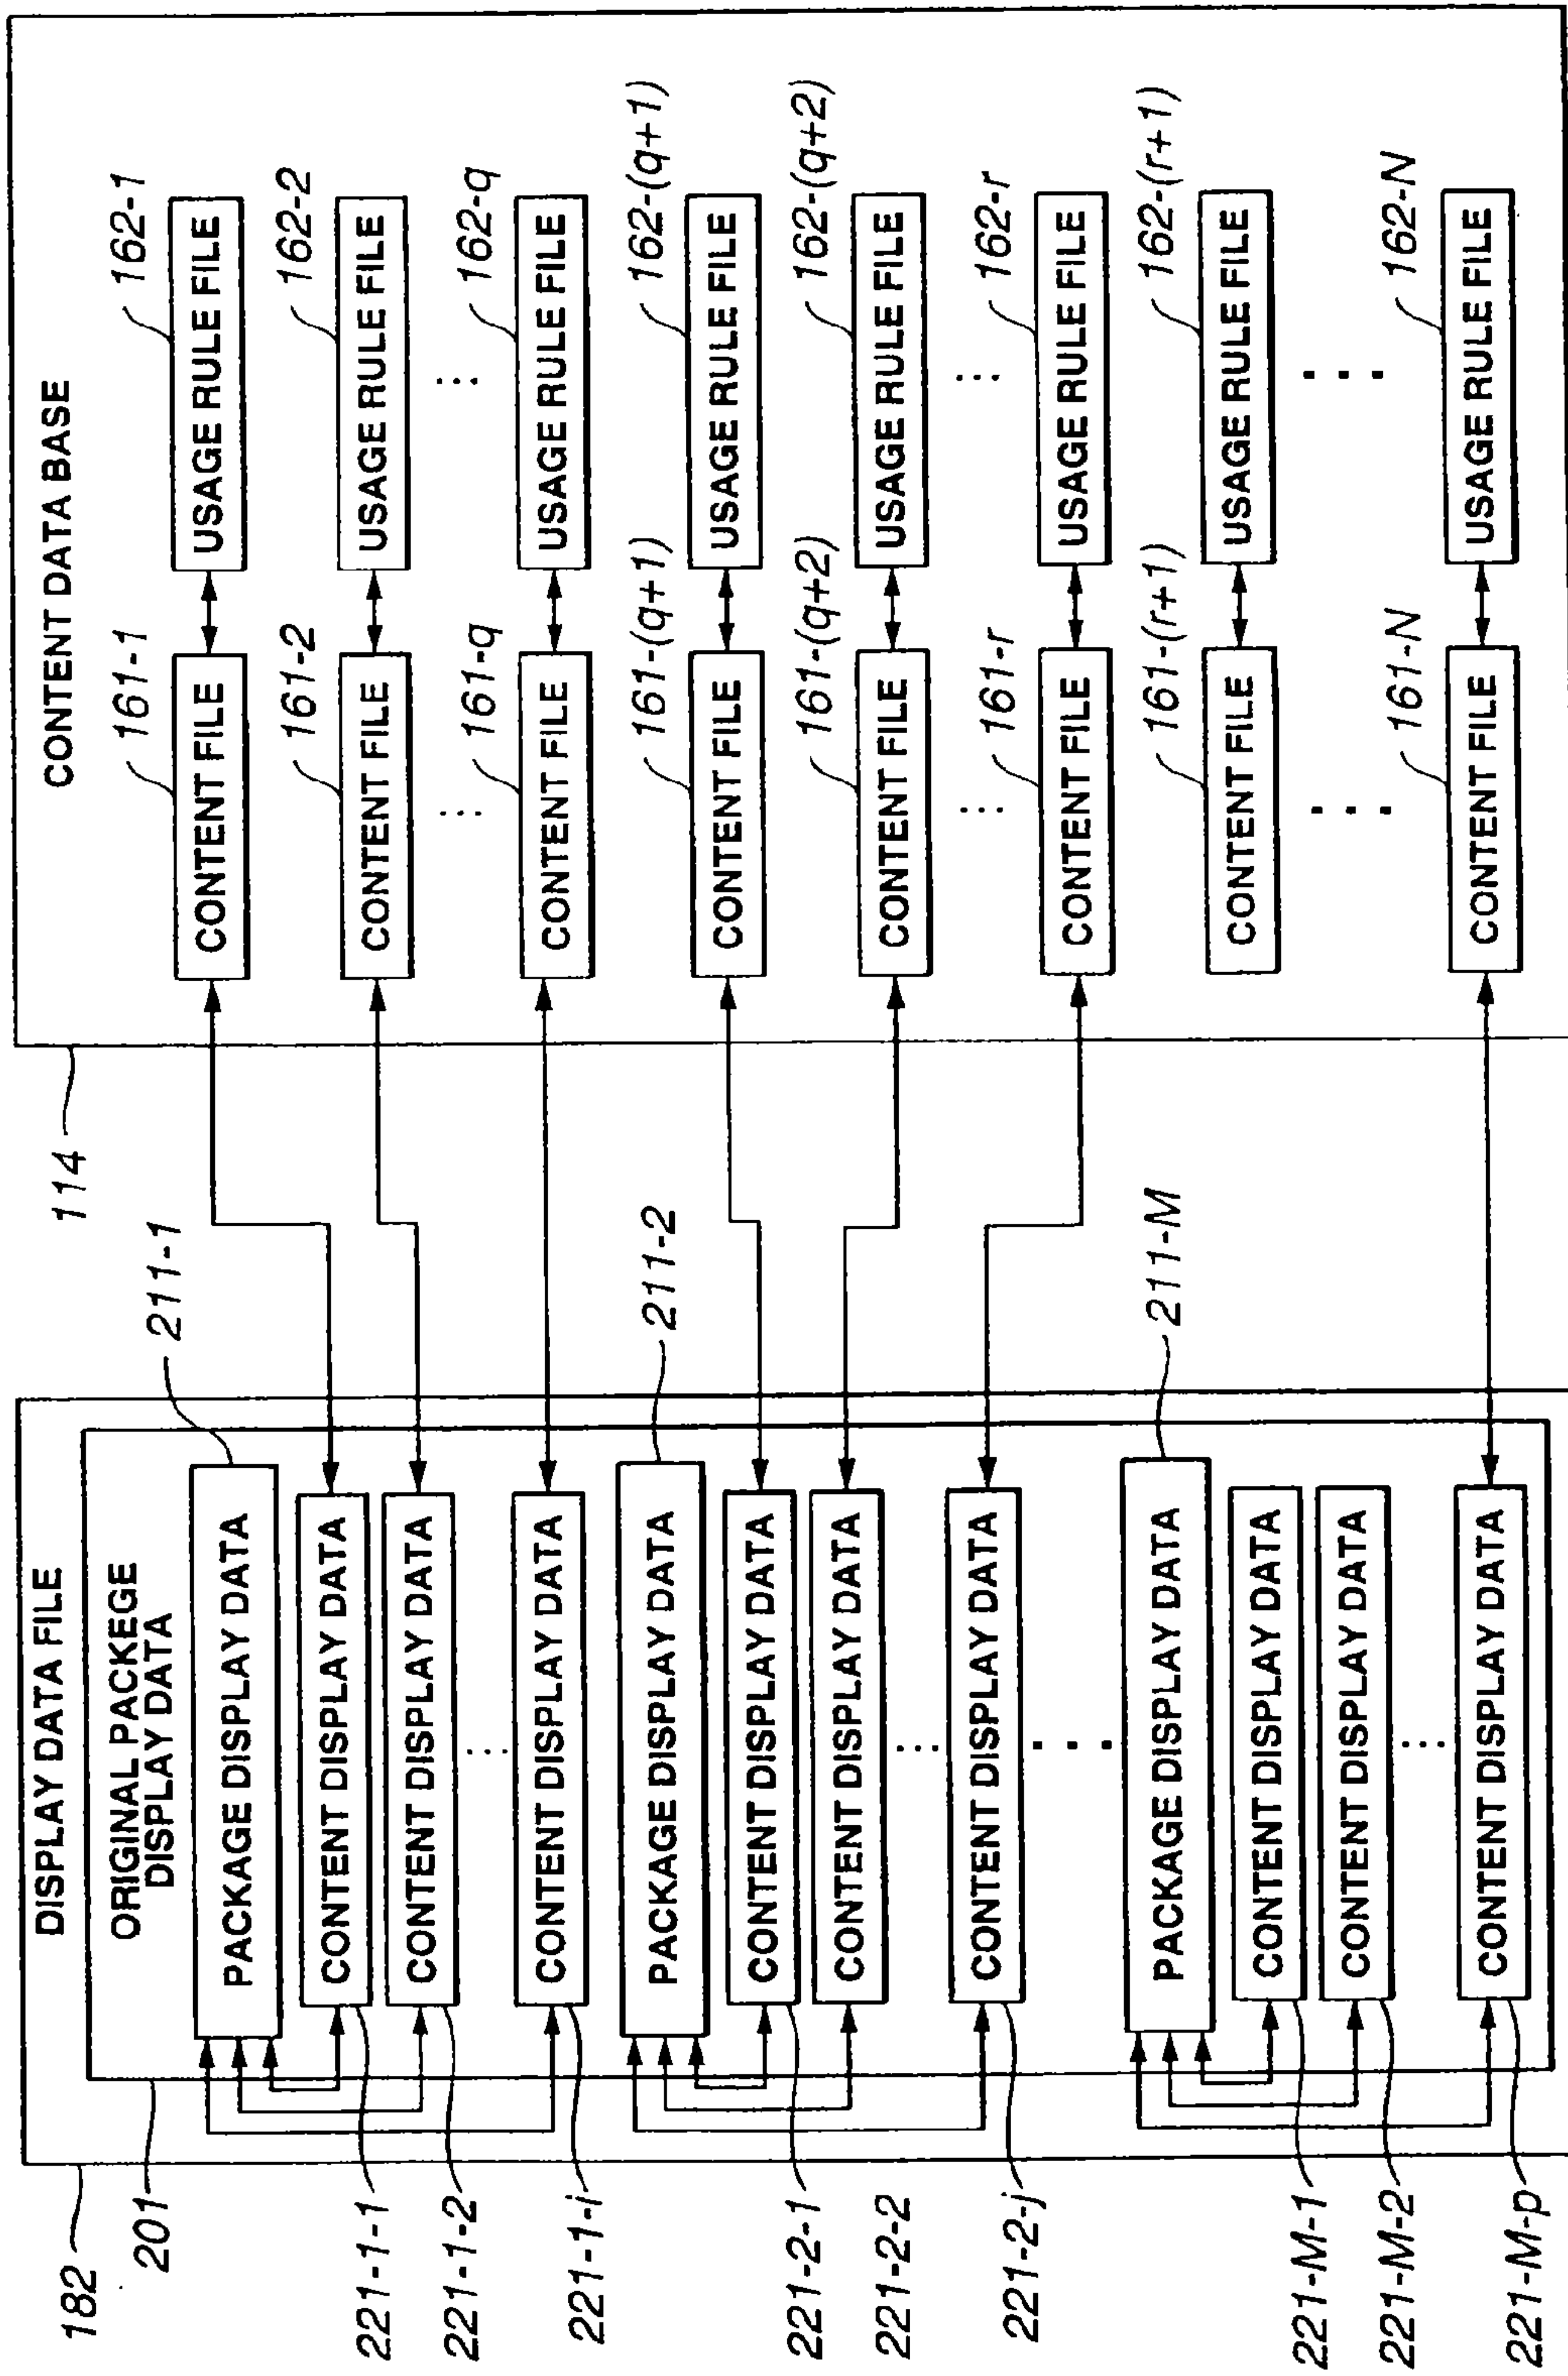 DISPLAY DATA FILE
182
ORIGINAL PACKEGE
DISPLAY DATA
201
PACKAGE DISPLAY DATA
211-1
CONTENT DISPLAY DATA
221-1-1
CONTENT DISPLAY DATA
221-1-2
CONTENT DISPLAY DATA
221-1-i
PACKAGE DISPLAY DATA
211-2
CONTENT DISPLAY DATA
221-2-1
CONTENT DISPLAY DATA
221-2-2
CONTENT DISPLAY DATA
221-2-j
PACKAGE DISPLAY DATA
211-M
CONTENT DISPLAY DATA
221-M-1
CONTENT DISPLAY DATA
221-M-2
CONTENT DISPLAY DATA
221-M-p
114
CONTENT DATA BASE
161-1
CONTENT FILE
162-1
USAGE RULE FILE
161-2
CONTENT FILE
162-2
USAGE RULE FILE
161-q
CONTENT FILE
162-q
USAGE RULE FILE
161-(q+1)
CONTENT FILE
162-(q+1)
USAGE RULE FILE
161-(q+2)
CONTENT FILE
162-(q+2)
USAGE RULE FILE
161-r
CONTENT FILE
162-r
USAGE RULE FILE
161-(r+1)
CONTENT FILE
162-(r+1)
USAGE RULE FILE
161-N
CONTENT FILE
162-N
USAGE RULE FILE